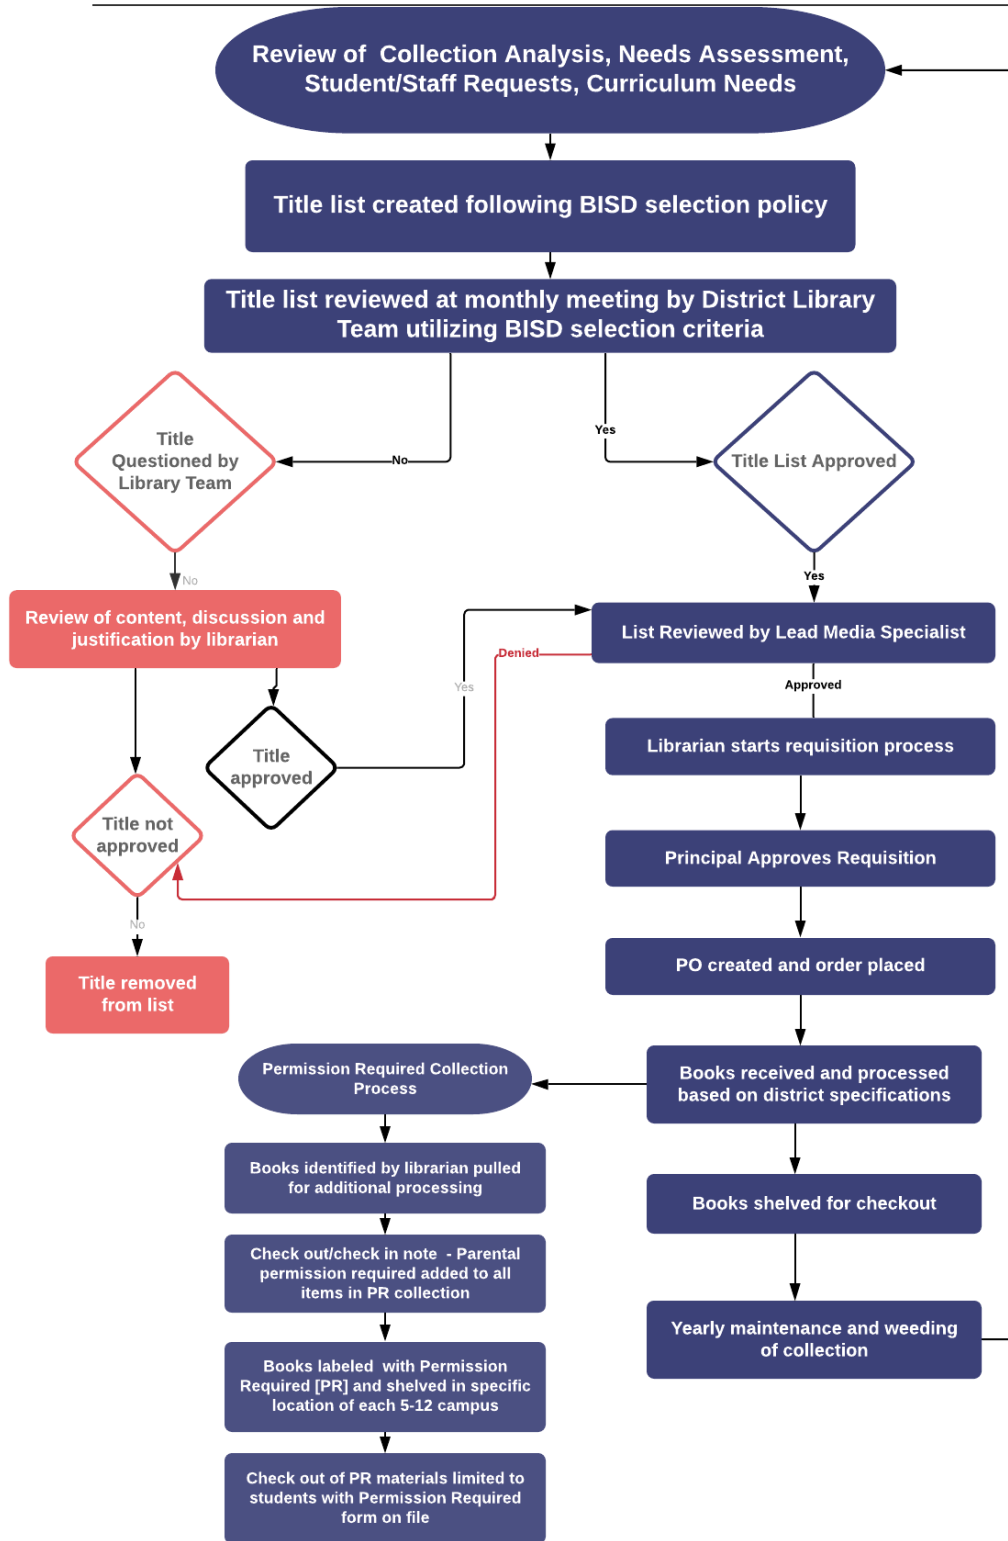 Review of  Collection Analysis, Needs Assessment,
Student/Staff Requests, Curriculum Needs
Title list created following BISD selection policy
Title list reviewed at monthly meeting by District Library
Team utilizing BISD selection criteria
No
Yes
Title
Questioned by
Library Team
Title List Approved
No
Yes
Review of content, discussion and
justification by librarian
List Reviewed by Lead Media Specialist
Denied
Yes
Approved
Title
approved
Librarian starts requisition process
Title not
approved
Principal Approves Requisition
No
PO created and order placed
Title removed
from list
Books received and processed
based on district specifications
Permission Required Collection
Process
Books identified by librarian pulled
for additional processing
Books shelved for checkout
Check out/check in note  - Parental
permission required added to all
items in PR collection
Yearly maintenance and weeding
of collection
Books labeled  with Permission
Required [PR] and shelved in specific
location of each 5-12 campus
Check out of PR materials limited to
students with Permission Required
form on file